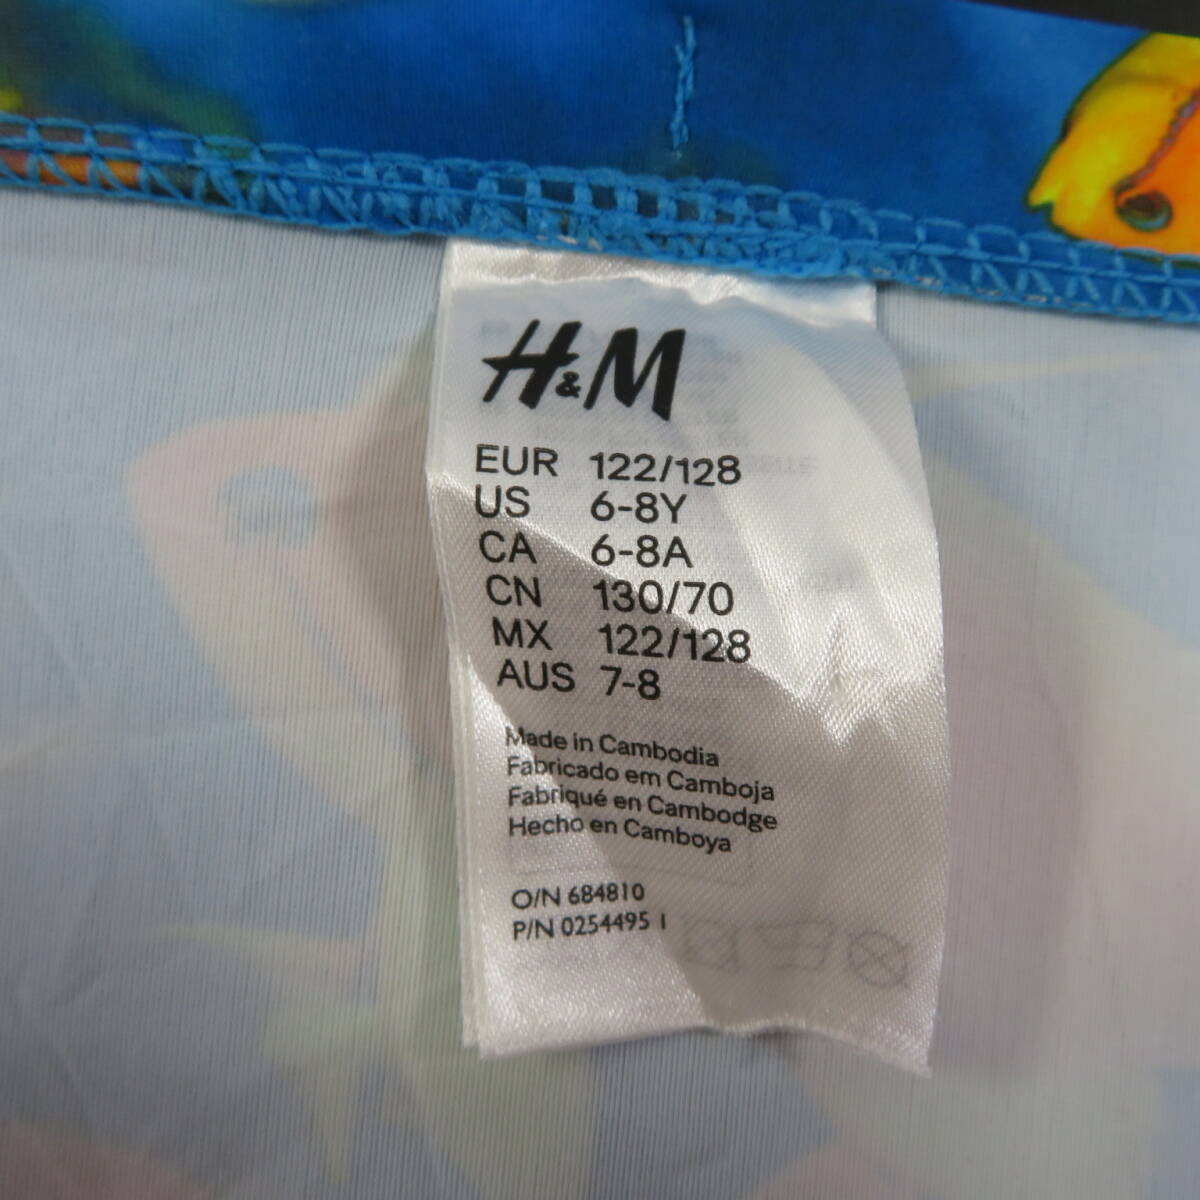 H&M
EUR 122/128
US 6-8Y
CA 6-8A
CN 130/70
MX 122/128
AUS 7-8
Made in Cambodia
Fabricado em Camboja
Fabriqué en Cambodge
Hecho en Camboya
O/N 684810
P/N 0254495 1